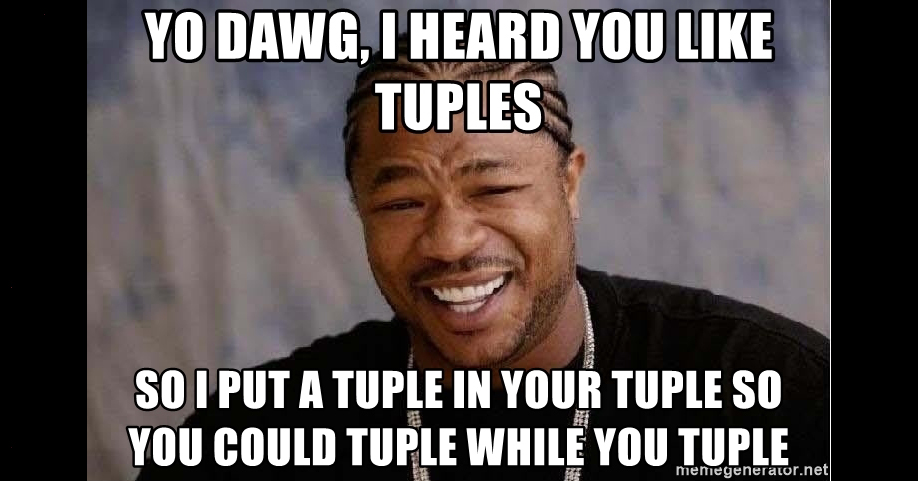 YO DAWG, I HEARD YOU LIKE
TUPLES
SO I PUT A TUPLE IN YOUR TUPLE SO
YOU COULD TUPLE WHILE YOU TUPLE
memegenerator.net